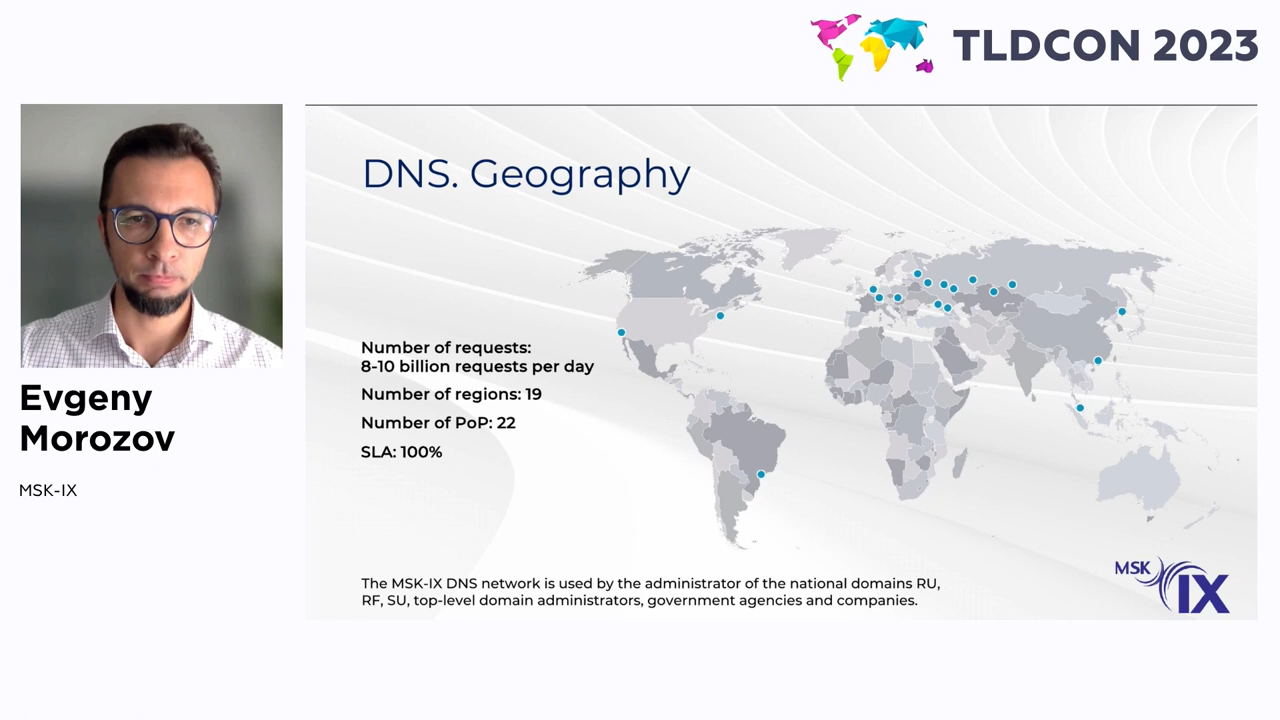 TLDCON 2023
DNS. Geography
Number of requests:
8-10 billion requests per day
Number of regions: 19
Number of PoP: 22
SLA: 100%
The MSK-IX DNS network is used by the administrator of the national domains RU,
RF, SU, top-level domain administrators, government agencies and companies.
MSK
IX
Evgeny
Morozov
MSK-IX